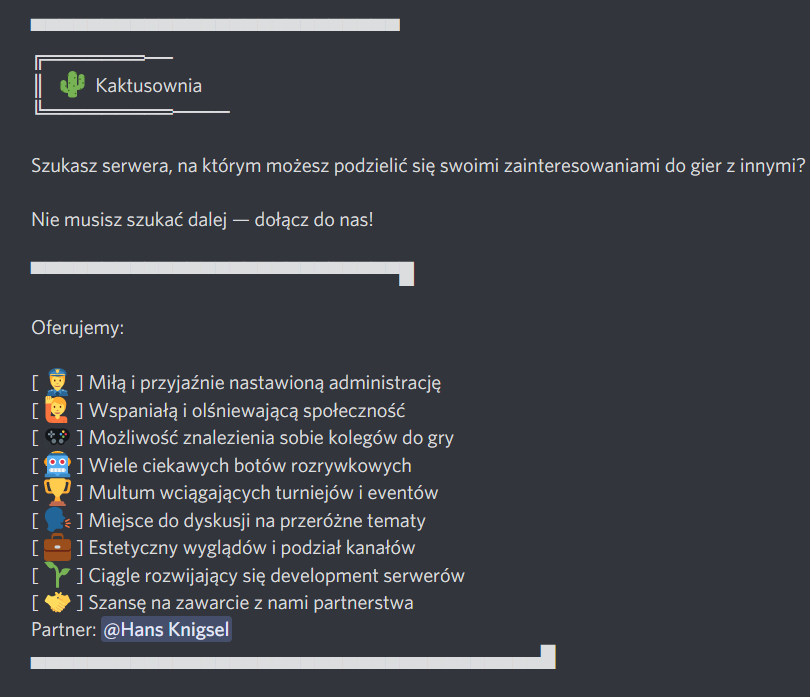 Kaktusownia
Szukasz serwera, na którym możesz podzielić się swoimi zainteresowaniami do gier z innymi?
Nie musisz szukać dalej — dołącz do nas!
Oferujemy:
[ 👮 ] Miłą i przyjaźnie nastawioną administrację
[ 🙋 ] Wspaniałą i olśniewającą społeczność
[ 🎮 ] Możliwość znalezienia sobie kolegów do gry
[ 🤖 ] Wiele ciekawych botów rozrywkowych
[ 🏆 ] Multum wciągających turniejów i eventów
[ 🗣️ ] Miejsce do dyskusji na przeróżne tematy
[ 💼 ] Estetyczny wyglądów i podział kanałów
[ 🌱 ] Ciągle rozwijający się development serwerów
[ 🤝 ] Szansę na zawarcie z nami partnerstwa
Partner: @Hans Knigsel